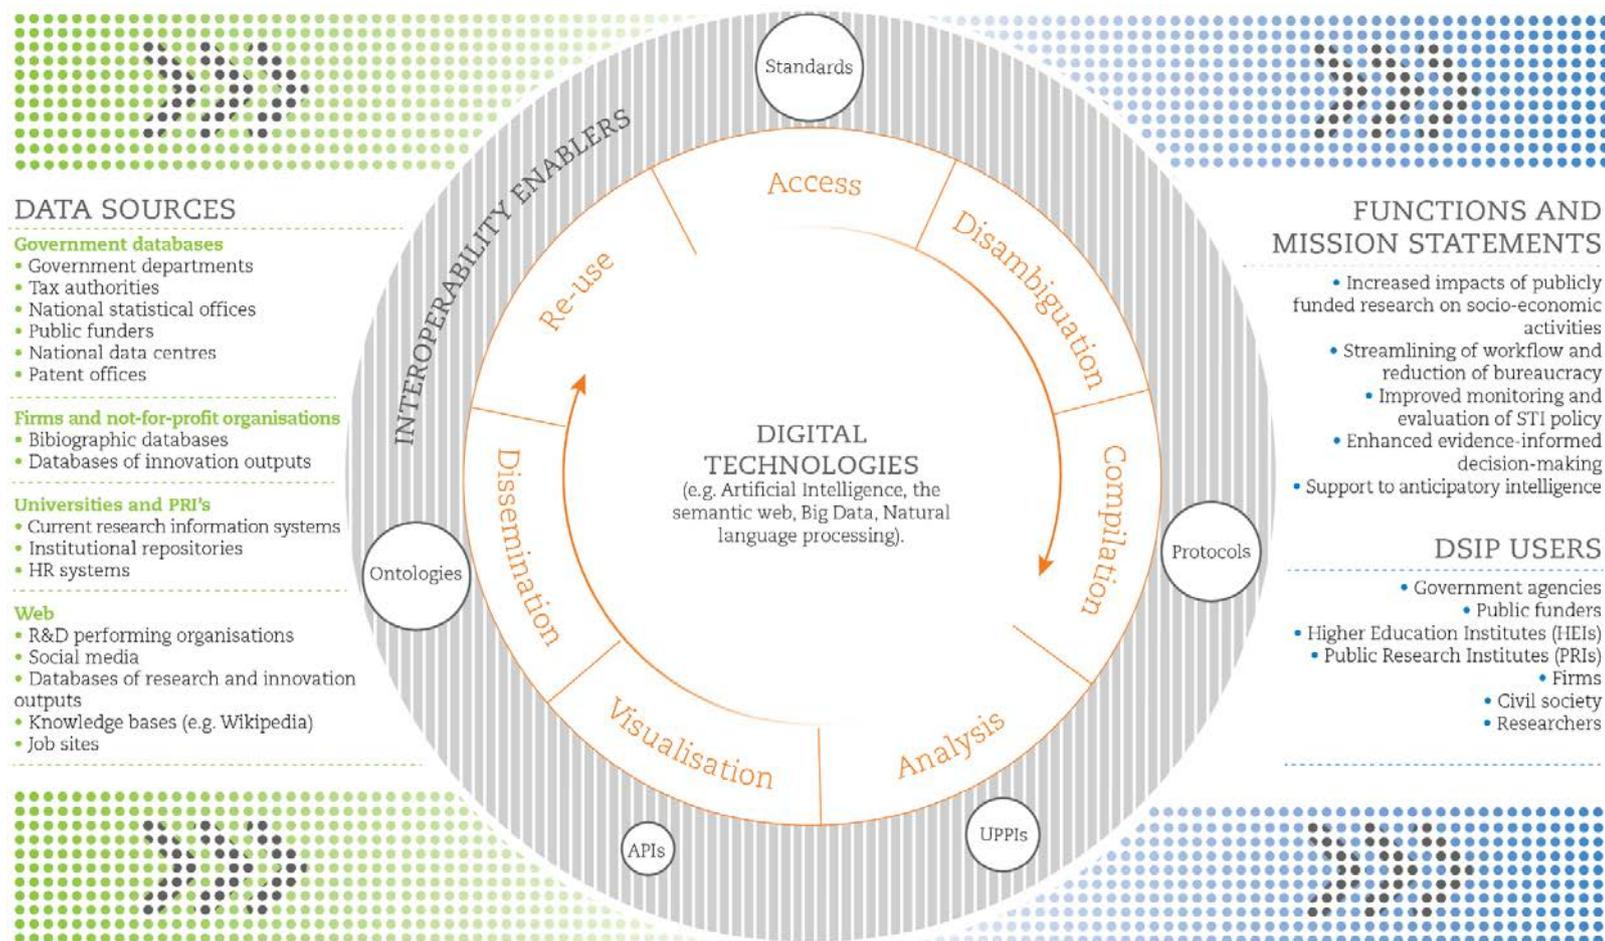 DATA SOURCES
Government databases
• Government departments
• Tax authorities
• National statistical offices
• Public funders
• National data centres
• Patent offices
Firms and not-for-profit organisations
• Bibiographic databases
• Databases of innovation outputs
Universities and PRI's
• Current research information systems
• Institutional repositories
• HR systems
Web
• R&D performing organisations
• Social media
• Databases of research and innovation
outputs
• Knowledge bases (e.g. Wikipedia)
• Job sites
INTEROPERABILITY ENABLERS
Standards
Protocols
UPPIs
APIs
Ontologies
Access
Disambiguation
Compilation
Analysis
Visualisation
Dissemination
Re-use
DIGITAL
TECHNOLOGIES
(e.g. Artificial Intelligence, the
semantic web, Big Data, Natural
language processing).
FUNCTIONS AND
MISSION STATEMENTS
• Increased impacts of publicly
funded research on socio-economic
activities
• Streamlining of workflow and
reduction of bureaucracy
• Improved monitoring and
evaluation of STI policy
• Enhanced evidence-informed
decision-making
• Support to anticipatory intelligence
DSIP USERS
• Government agencies
• Public funders
• Higher Education Institutes (HEIs)
• Public Research Institutes (PRIs)
• Firms
• Civil society
• Researchers